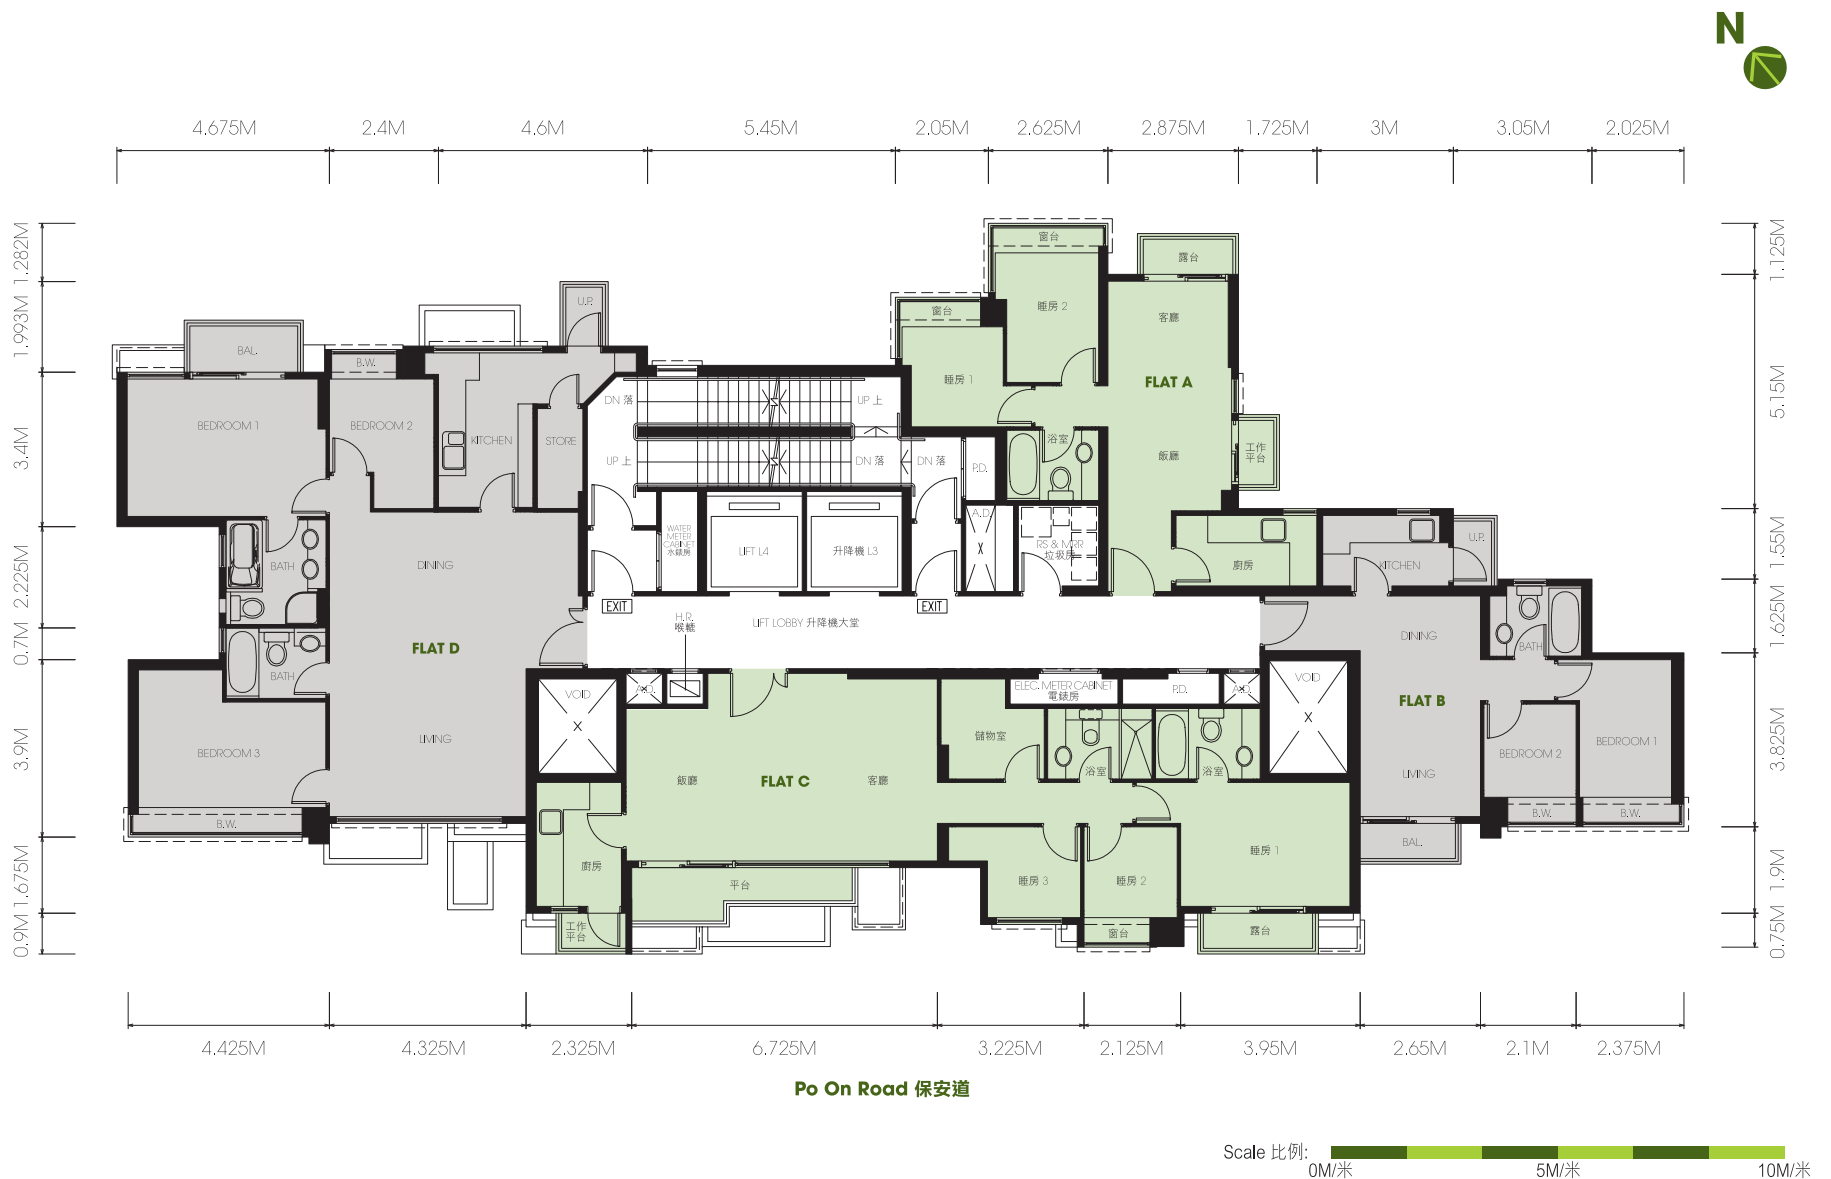 N
4.675M 2.4M 4.6M 5.45M 2.05M 2.625M 2.875M 1.725M 3M 3.05M 2.025M
1.282M
1.993M
3.4M
2.225M
0.7M
3.9M
1.675M
0.9M
1.125M
5.15M
1.55M
1.625M
3.825M
1.9M
0.75M
窗台
露台
U.P.
窗台
睡房 2
客廳
BAL.
B.W.
睡房 1
FLAT A
DN 落
UP 上
BEDROOM 1
BEDROOM 2
KITCHEN
STORE
浴室
工作
平台
飯廳
UP 上
DN 落
DN 落
P.D.
A.D.
X
WATER
METER
CABINET
水錶房
LIFT L4
升降機 L3
RS & MRR
垃圾房
廚房
KITCHEN
U.P.
BATH
DINING
EXIT
EXIT
H.R.
喉轆
LIFT LOBBY 升降機大堂
FLAT D
DINING
BATH
BATH
VOID
X
A.D.
ELEC. METER CABINET
電錶房
P.D.
A.D.
VOID
X
FLAT B
BEDROOM 3
LIVING
儲物室
浴室
浴室
BEDROOM 2
BEDROOM 1
飯廳
FLAT C
客廳
LIVING
B.W.
B.W.
B.W.
BAL.
廚房
平台
睡房 3
睡房 2
睡房 1
工作
平台
窗台
露台
4.425M 4.325M 2.325M 6.725M 3.225M 2.125M 3.95M 2.65M 2.1M 2.375M
Po On Road 保安道
Scale 比例:
0M/米 5M/米 10M/米